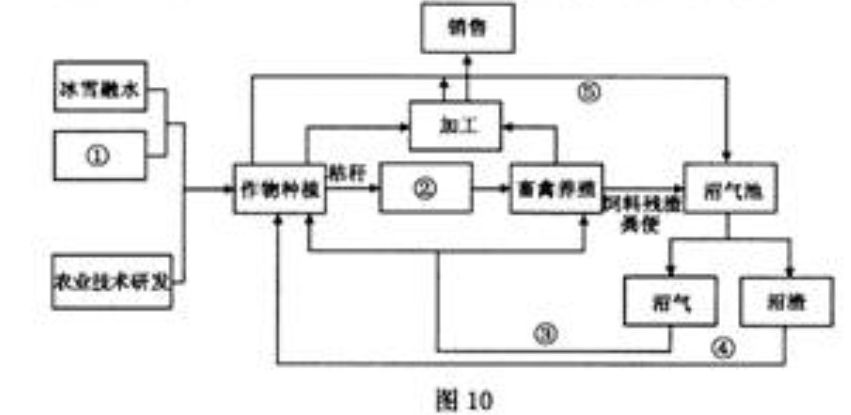 销售
冰雪融水
⑤
加工
①
秸秆
作物种植
②
畜禽养殖
沼气池
饲料残渣
粪便
农业技术研发
沼气
沼渣
③
④
图 10